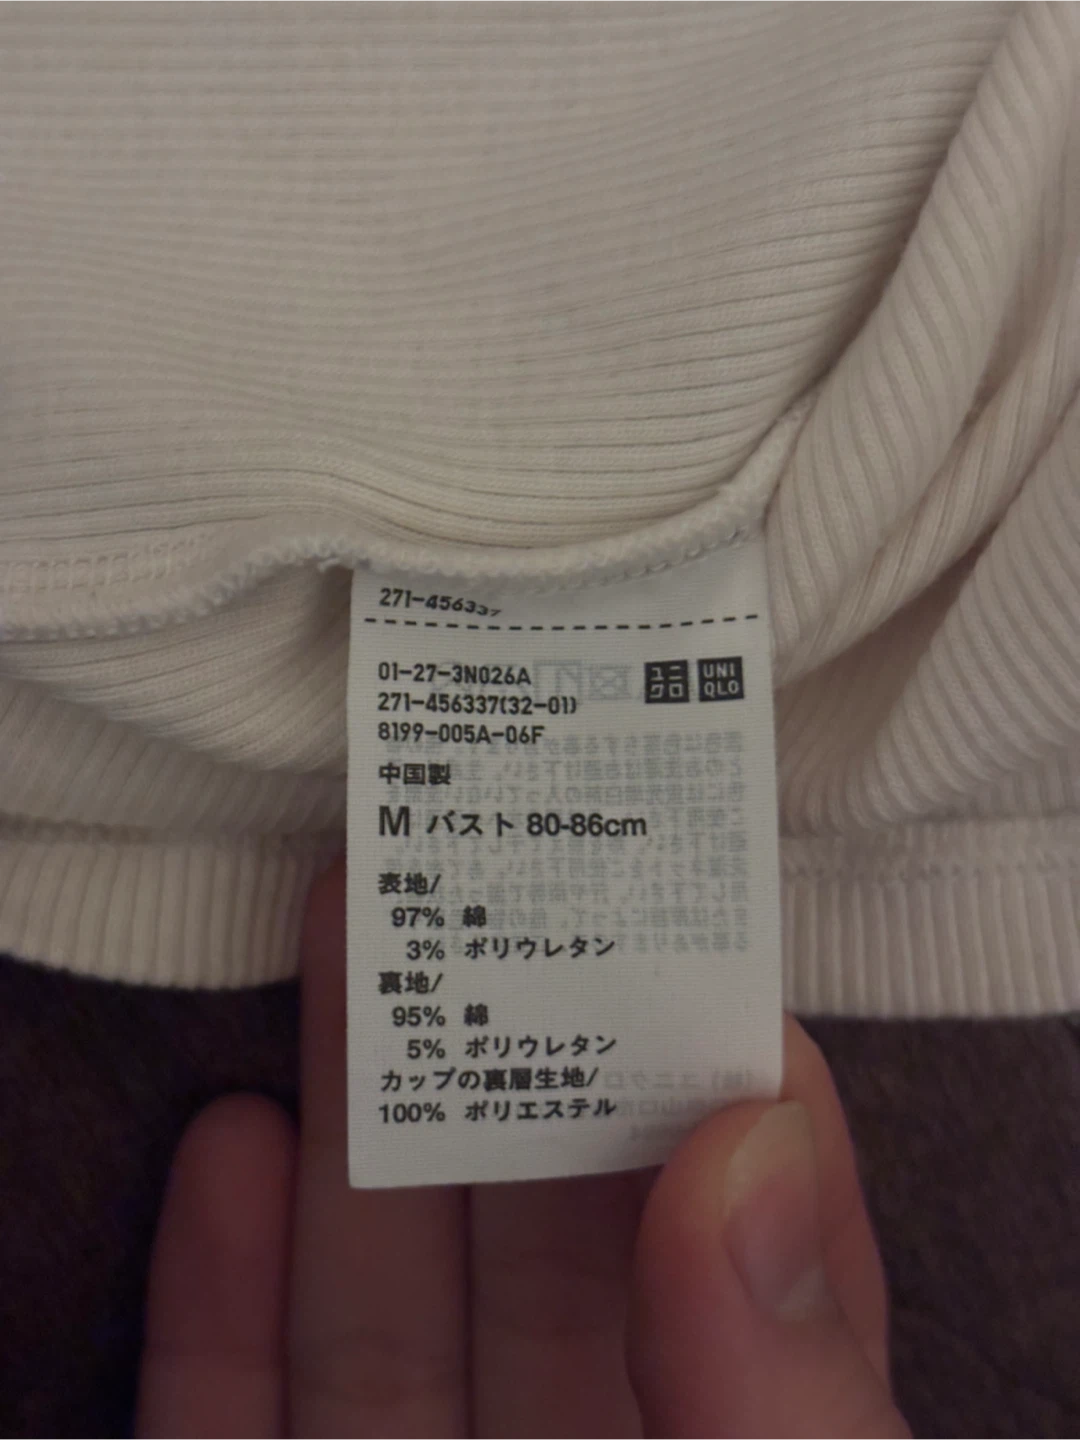 271-456337
01-27-3N026A
ユニクロ UNIQLO
271-456337(32-01)
8199-005A-06F
中国製
M バスト 80-86cm
表地/
97% 綿
3% ポリウレタン
裏地/
95% 綿
5% ポリウレタン
カップの裏層生地/
100% ポリエステル